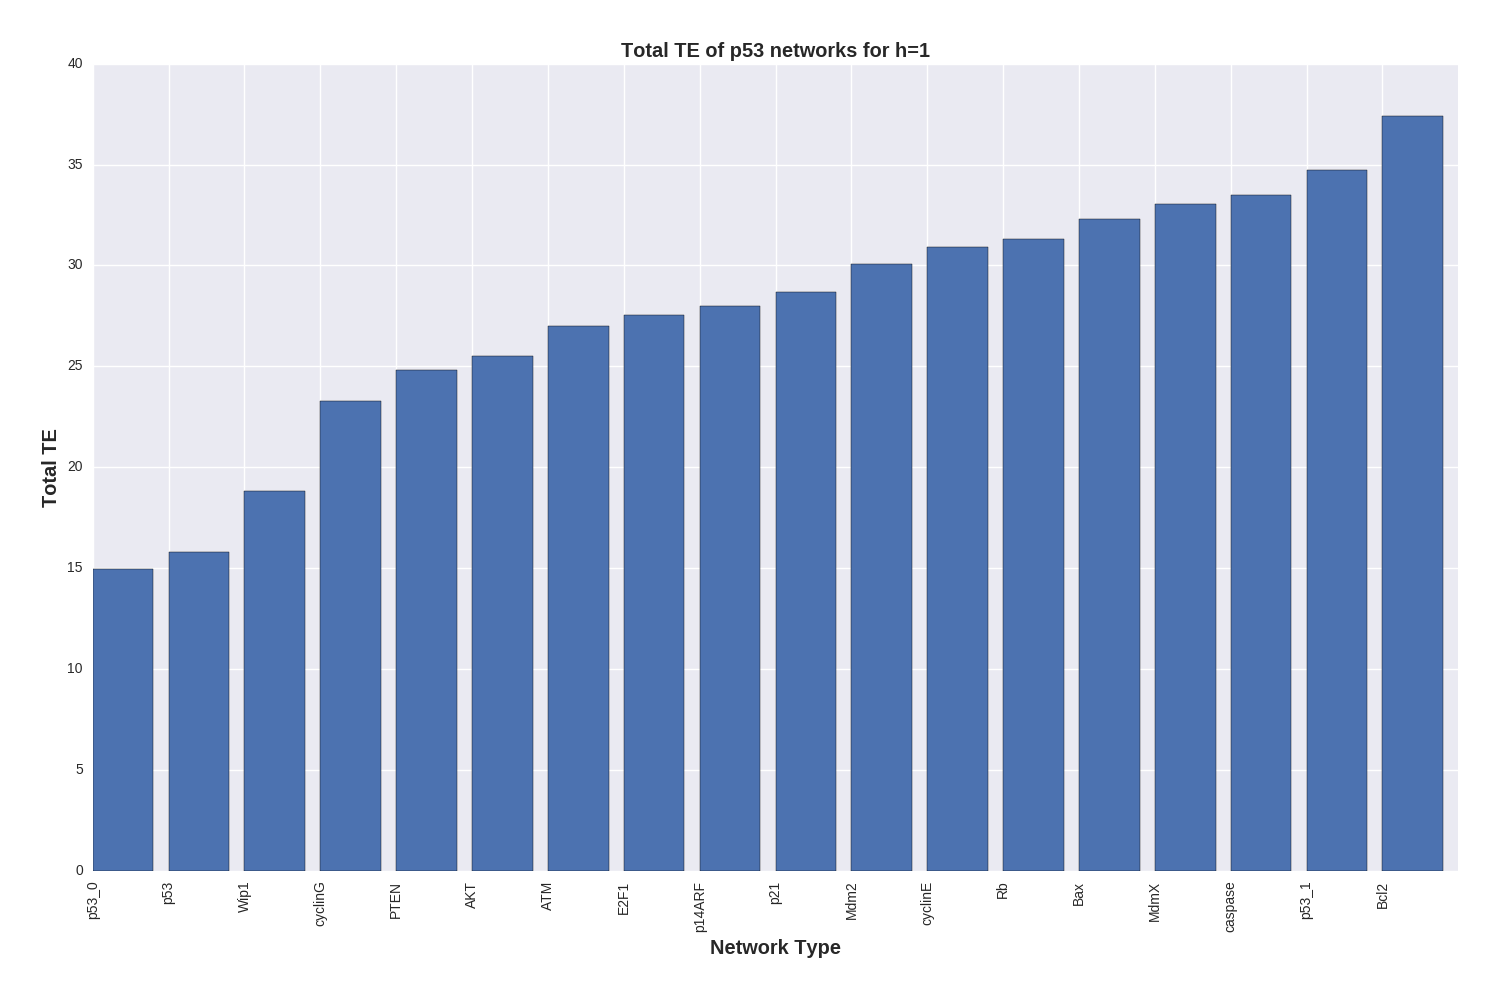 Total TE of p53 networks for h=1
40
35
30
25
20
15
10
5
0
Total TE
p53_0
p53
Wip1
cyclinG
PTEN
AKT
ATM
E2F1
p14ARF
p21
Mdm2
cyclinE
Rb
Bax
MdmX
caspase
p53_1
Bcl2
Network Type